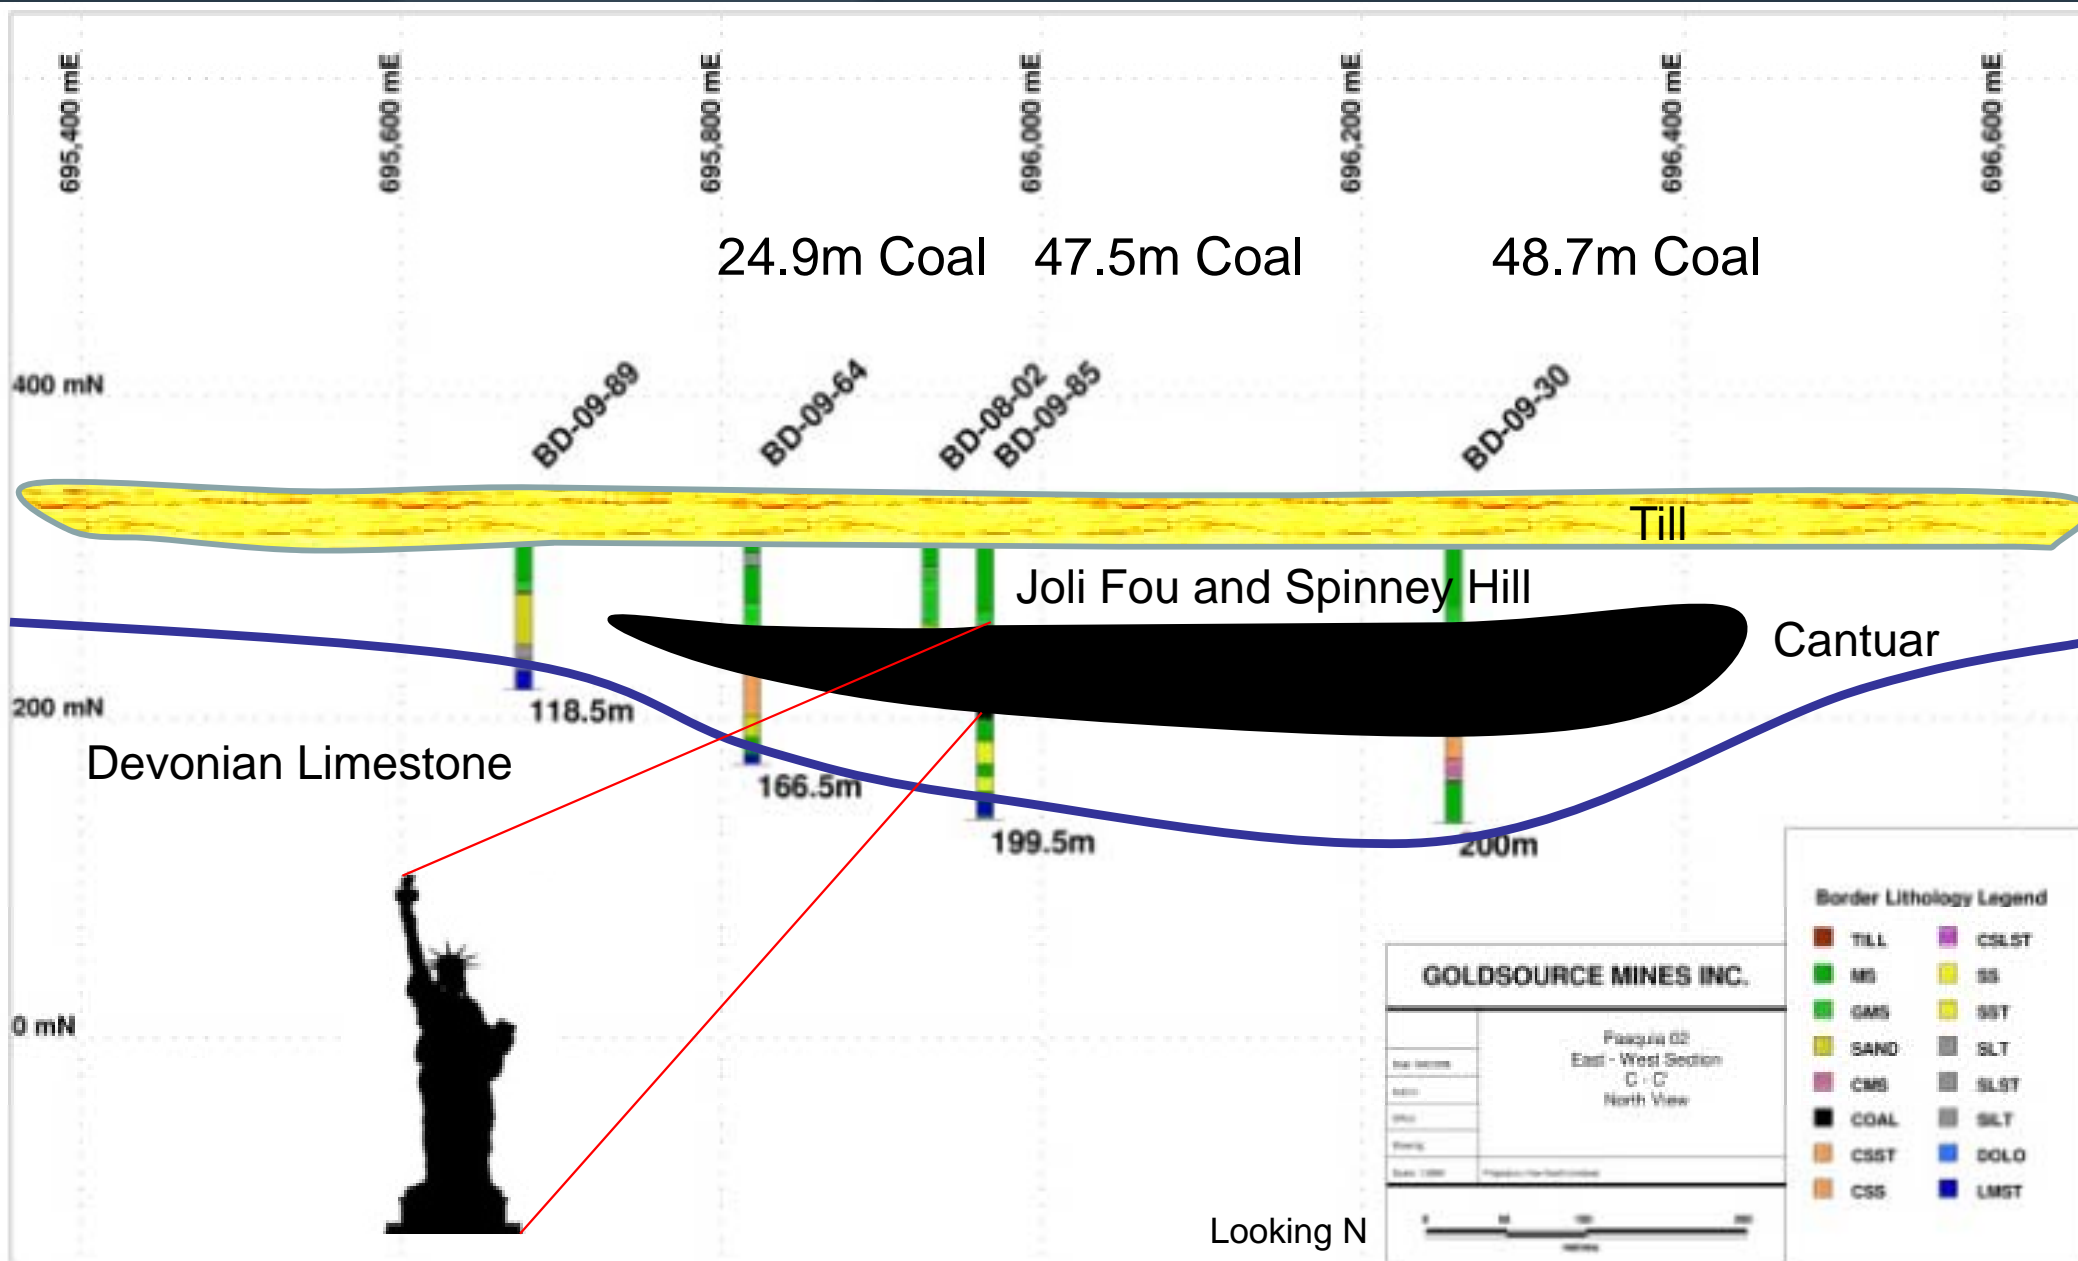 695,400 mE
695,600 mE
695,800 mE
696,000 mE
696,200 mE
696,400 mE
696,600 mE
24.9m Coal
47.5m Coal
48.7m Coal
400 mN
BD-09-89
BD-09-64
BD-08-02
BD-09-85
BD-09-30
Till
Joli Fou and Spinney Hill
Cantuar
200 mN
118.5m
Devonian Limestone
166.5m
199.5m
200m
0 mN
Border Lithology Legend
TILL
MS
GMS
SAND
CMS
COAL
CSST
CSS
CSLST
SS
SST
SLT
SLST
SILT
DOLO
LMST
GOLDSOURCE MINES INC.
Pasquia 02
East - West Section
C - C'
North View
Looking N